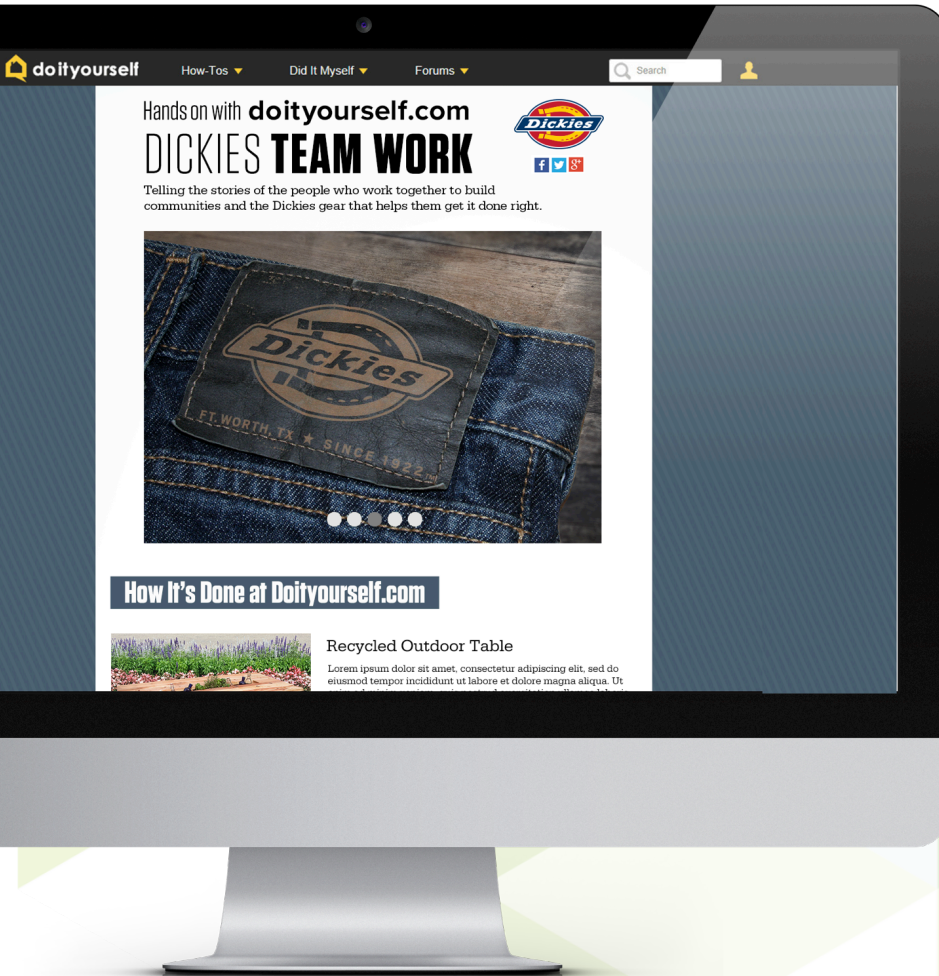 doityourself
How-Tos
Did It Myself
Forums
Search
Hands on with doityourself.com
DICKIES TEAM WORK
Dickies
f
g+
Telling the stories of the people who work together to build
communities and the Dickies gear that helps them get it done right.
Dickies
FT. WORTH, TX ★ SINCE 1922 TM
How It's Done at Doityourself.com
Recycled Outdoor Table
Lorem ipsum dolor sit amet, consectetur adipiscing elit, sed do
eiusmod tempor incididunt ut labore et dolore magna aliqua. Ut